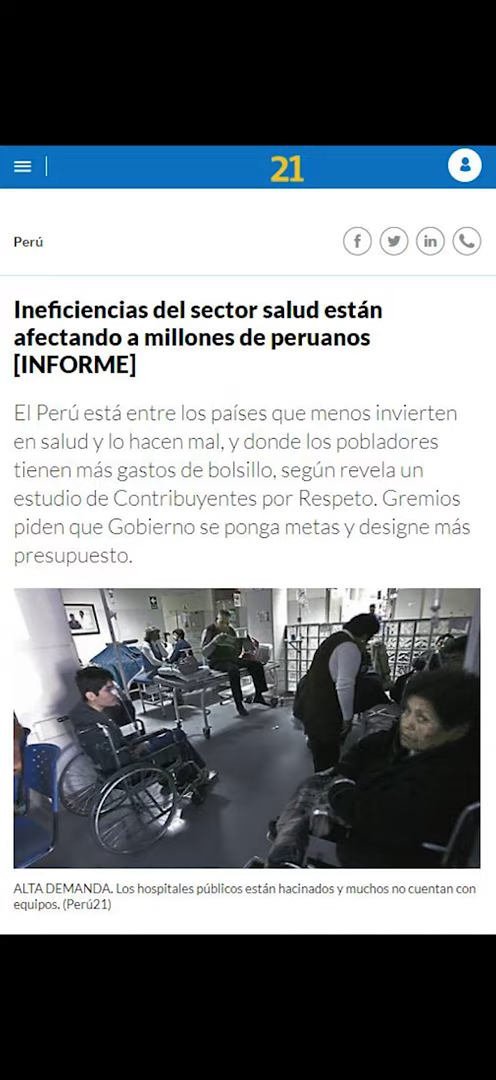 21
Perú
Ineficiencias del sector salud están
afectando a millones de peruanos
[INFORME]
El Perú está entre los países que menos invierten
en salud y lo hacen mal, y donde los pobladores
tienen más gastos de bolsillo, según revela un
estudio de Contribuyentes por Respeto. Gremios
piden que Gobierno se ponga metas y designe más
presupuesto.
ALTA DEMANDA. Los hospitales públicos están hacinados y muchos no cuentan con
equipos. (Perú21)